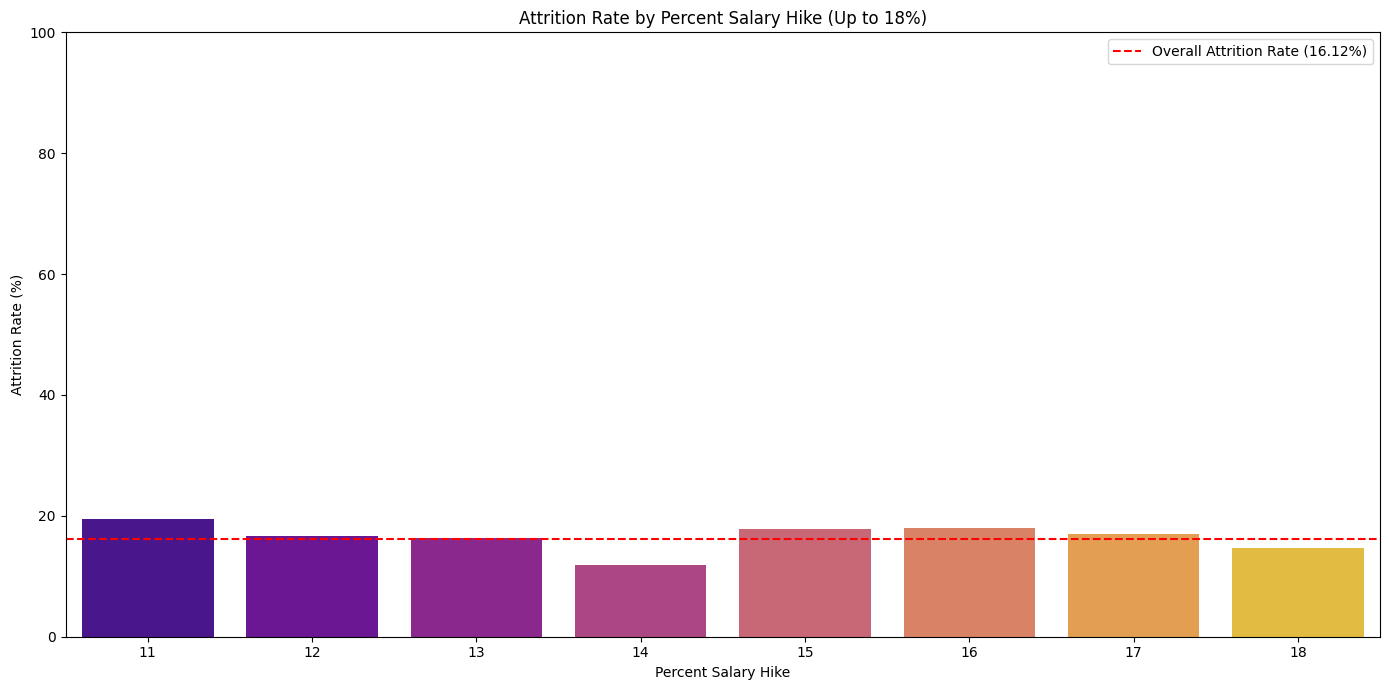 Attrition Rate by Percent Salary Hike (Up to 18%)
100
80
60
40
20
0
Attrition Rate (%)
Overall Attrition Rate (16.12%)
11 12 13 14 15 16 17 18
Percent Salary Hike